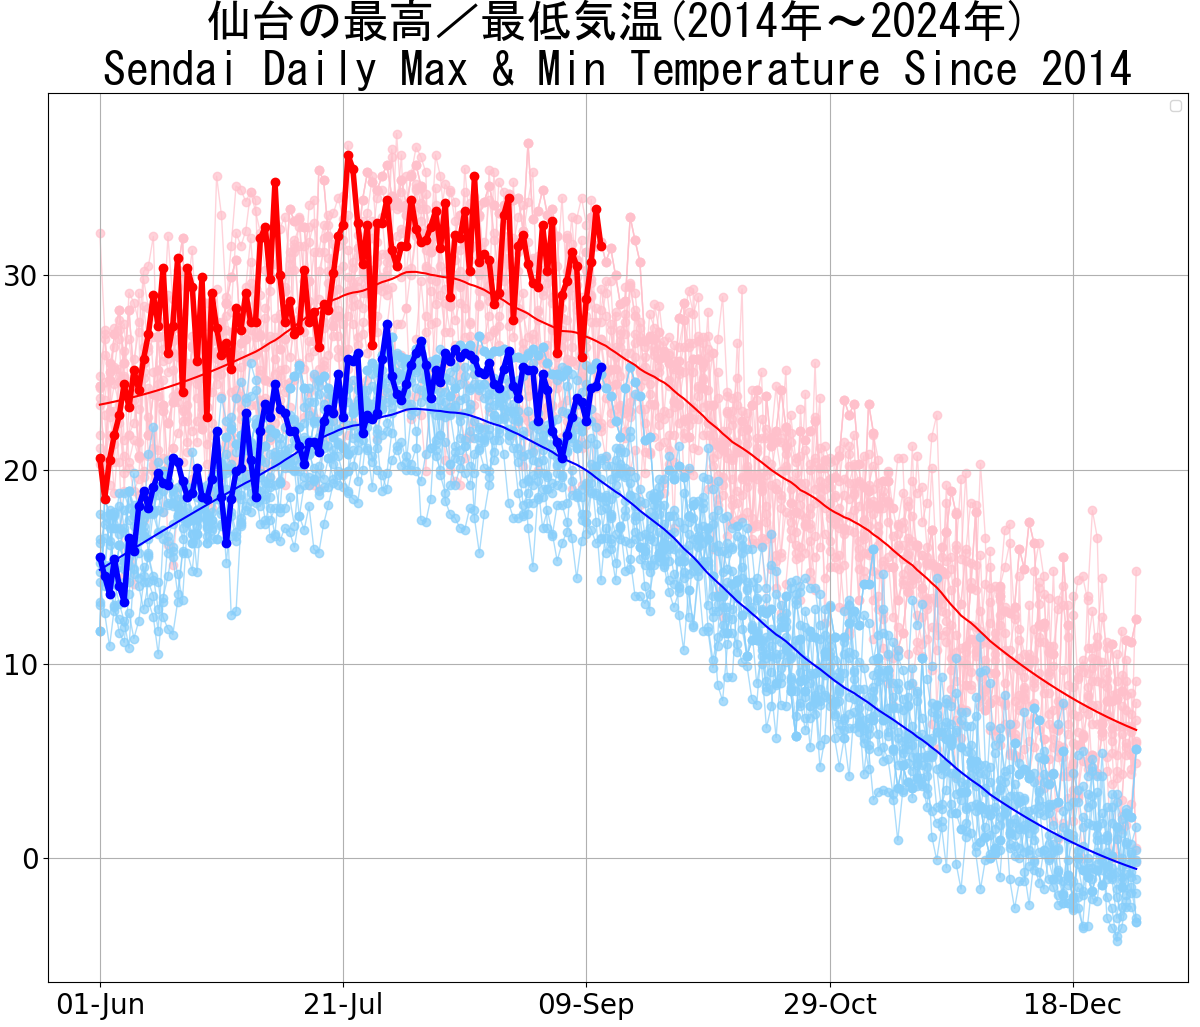 仙台の最高／最低気温(2014年～2024年)
Sendai Daily Max & Min Temperature Since 2014
30
20
10
0
01-Jun 21-Jul 09-Sep 29-Oct 18-Dec